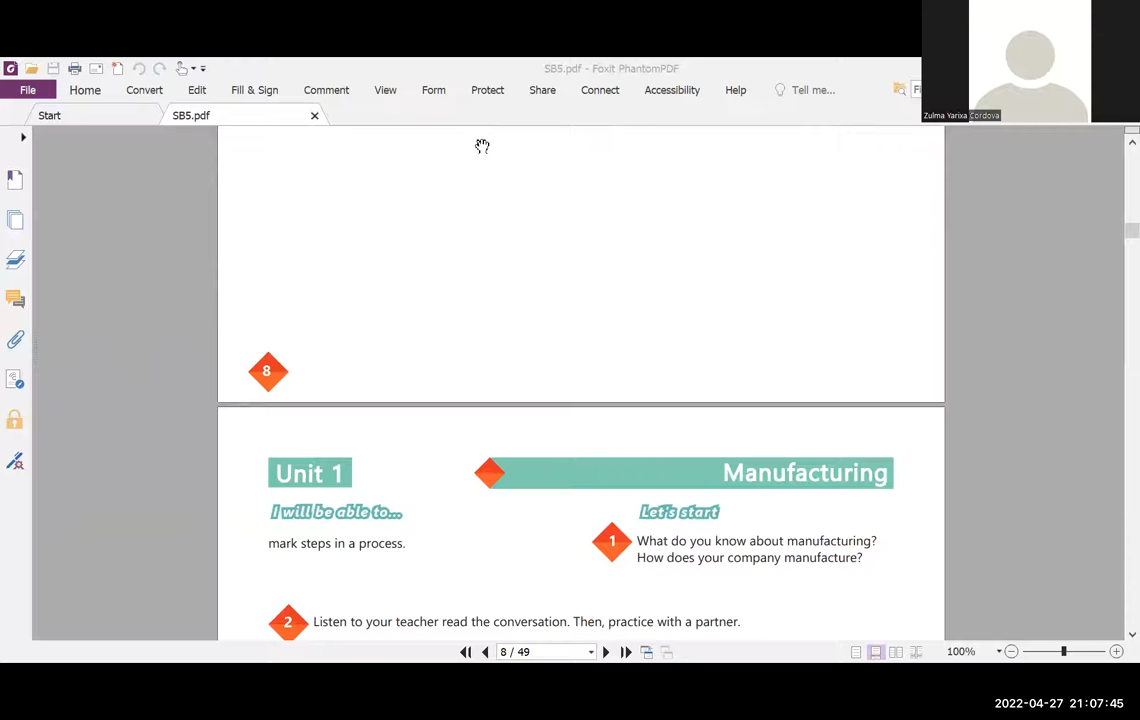 SB5.pdf - Foxit PhantomPDF
File Home Convert Edit Fill & Sign Comment View Form Protect Share Connect Accessibility Help Tell me... Fi
Zulma Yarixa Cordova
Start SB5.pdf
8
Unit 1 Manufacturing
I will be able to... Let's start
mark steps in a process.
1 What do you know about manufacturing?
How does your company manufacture?
2 Listen to your teacher read the conversation. Then, practice with a partner.
8 / 49 100%
2022-04-27 21:07:45